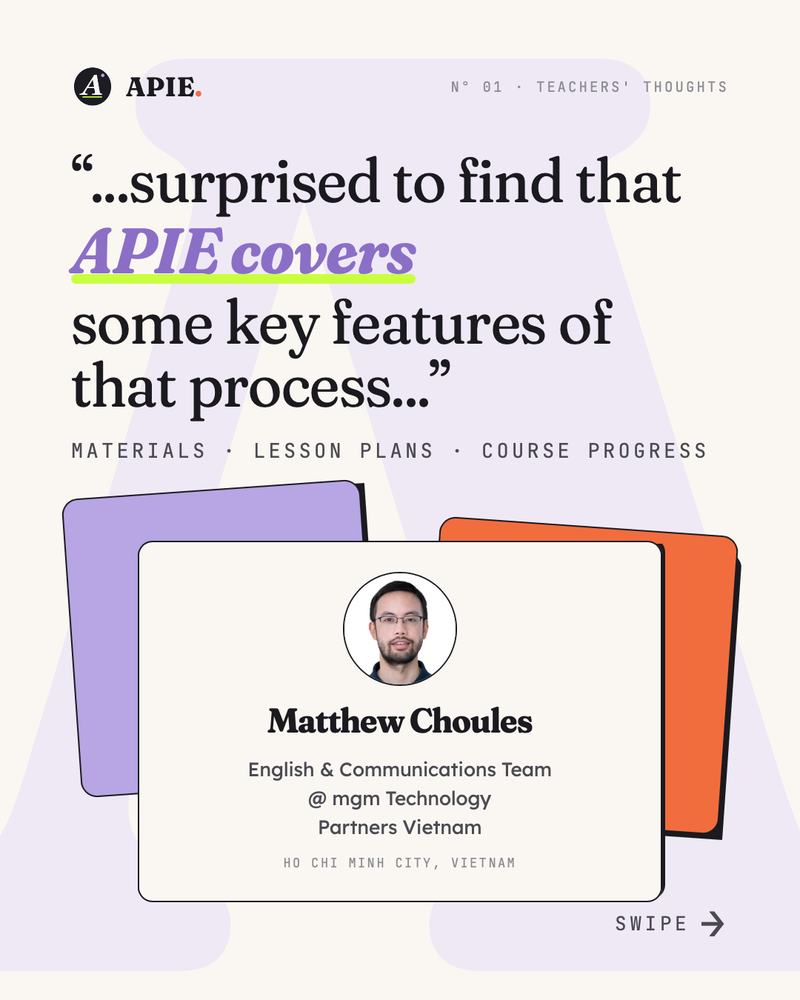 A
APIE.
N° 01 · TEACHERS' THOUGHTS
“...surprised to find that
APIE covers
some key features of
that process...”
MATERIALS · LESSON PLANS · COURSE PROGRESS
Matthew Choules
English & Communications Team
@ mgm Technology
Partners Vietnam
HO CHI MINH CITY, VIETNAM
SWIPE →